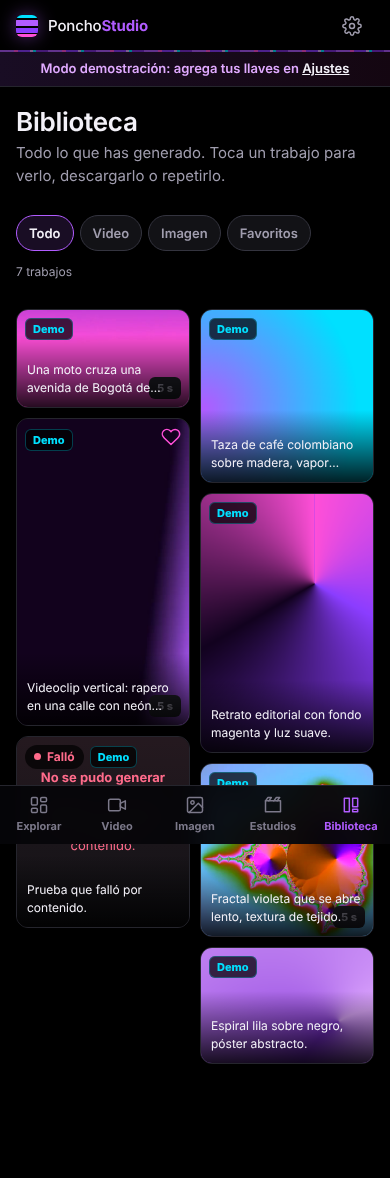 PonchoStudio
Modo demostración: agrega tus llaves en Ajustes
Biblioteca
Todo lo que has generado. Toca un trabajo para
verlo, descargarlo o repetirlo.
Todo
Video
Imagen
Favoritos
7 trabajos
Demo
Una moto cruza una
avenida de Bogotá de...
5 s
Demo
Taza de café colombiano
sobre madera, vapor...
Demo
Videoclip vertical: rapero
en una calle con neón...
5 s
Demo
Retrato editorial con fondo
magenta y luz suave.
Falló
Demo
No se pudo generar
contenido.
Prueba que falló por
contenido.
Demo
Fractal violeta que se abre
lento, textura de tejido.
5 s
Explorar
Video
Imagen
Estudios
Biblioteca
Demo
Espiral lila sobre negro,
póster abstracto.